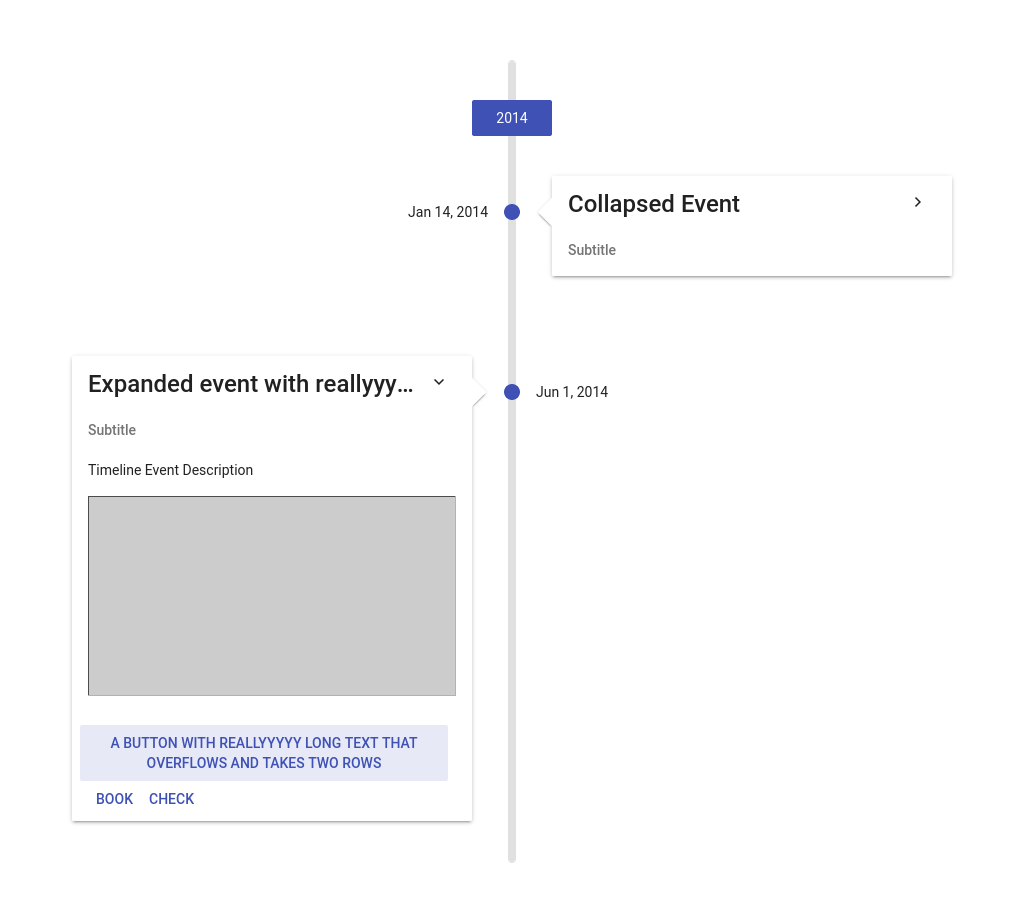 2014
Jan 14, 2014
Collapsed Event
Subtitle
Expanded event with reallyyy...
Jun 1, 2014
Subtitle
Timeline Event Description
A BUTTON WITH REALLYYYYY LONG TEXT THAT
OVERFLOWS AND TAKES TWO ROWS
BOOK CHECK